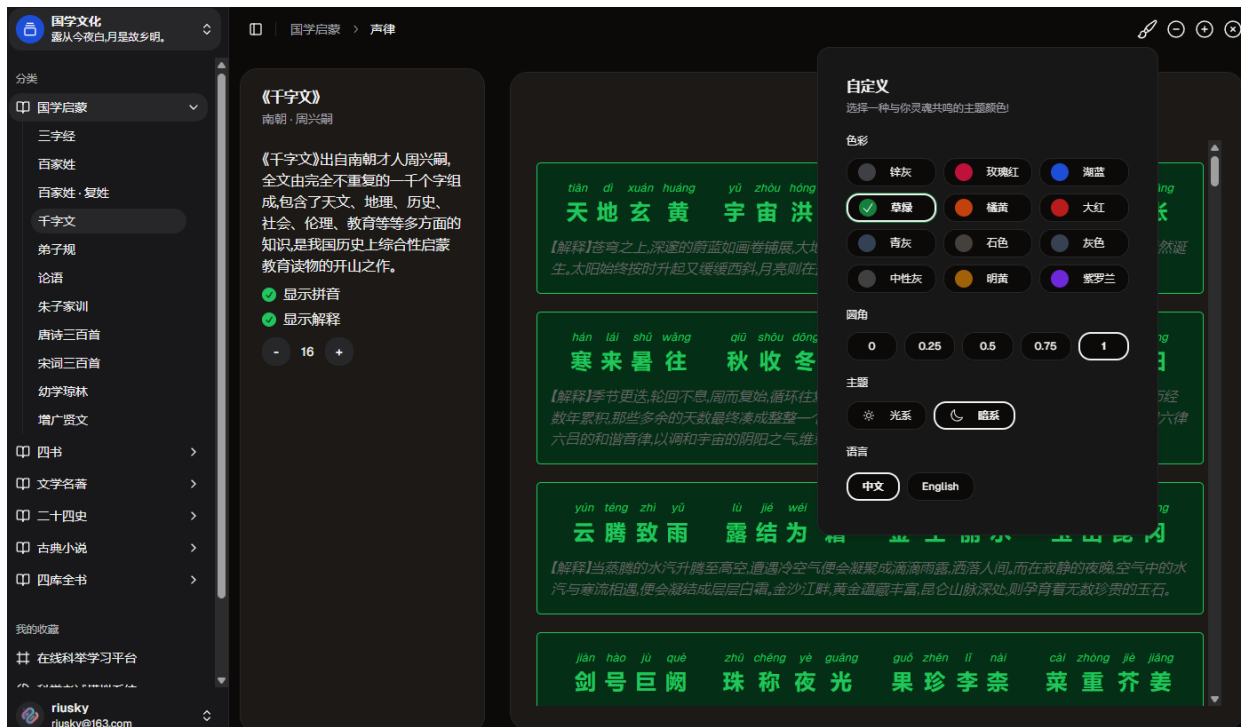 国学文化
露从今夜白,月是故乡明。
分类
国学启蒙
三字经
百家姓
百家姓 · 复姓
千字文
弟子规
论语
朱子家训
唐诗三百首
宋词三百首
幼学琼林
增广贤文
四书
文学名著
二十四史
古典小说
四库全书
我的收藏
在线科举学习平台
riusky
riusky@163.com
国学启蒙 > 声律
《千字文》
南朝 · 周兴嗣
《千字文》出自南朝才人周兴嗣,
全文由完全不重复的一千个字组
成,包含了天文、地理、历史、
社会、伦理、教育等等多方面的
知识,是我国历史上综合性启蒙
教育读物的开山之作。
显示拼音
显示解释
- 16 +
tiān dì xuán huáng yǔ zhòu hóng
天地玄黄 宇宙洪
【解释】苍穹之上,深邃的蔚蓝如画卷铺展,大地 然诞
生。太阳始终按时升起又缓缓西斜,月亮则在
hán lái shǔ wǎng qiū shōu dōng
寒来暑往 秋收冬
【解释】季节更迭,轮回不息,周而复始,循环往 历经
数年累积,那些多余的天数最终凑成整整一个 六律
六吕的和谐音律,以调和宇宙的阴阳之气,维
yún téng zhì yǔ lù jié wéi
云腾致雨 露结为
【解释】当蒸腾的水汽升腾至高空,遭遇冷空气便会凝聚成滴滴雨露,洒落人间。而在寂静的夜晚,空气中的水
汽与寒流相遇,便会凝结成层层白霜。金沙江畔,黄金蕴藏丰富,昆仑山脉深处,则孕育着无数珍贵的玉石。
jiàn hào jù què zhū chēng yè guāng guǒ zhēn lǐ nài cài zhòng jiè jiāng
剑号巨阙 珠称夜光 果珍李柰 菜重芥姜
自定义
选择一种与你灵魂共鸣的主题颜色!
色彩
锌灰 玫瑰红 湖蓝
草绿 橘黄 大红
青灰 石色 灰色
中性灰 明黄 紫罗兰
圆角
0 0.25 0.5 0.75 1
主题
光系 暗系
语言
中文 English